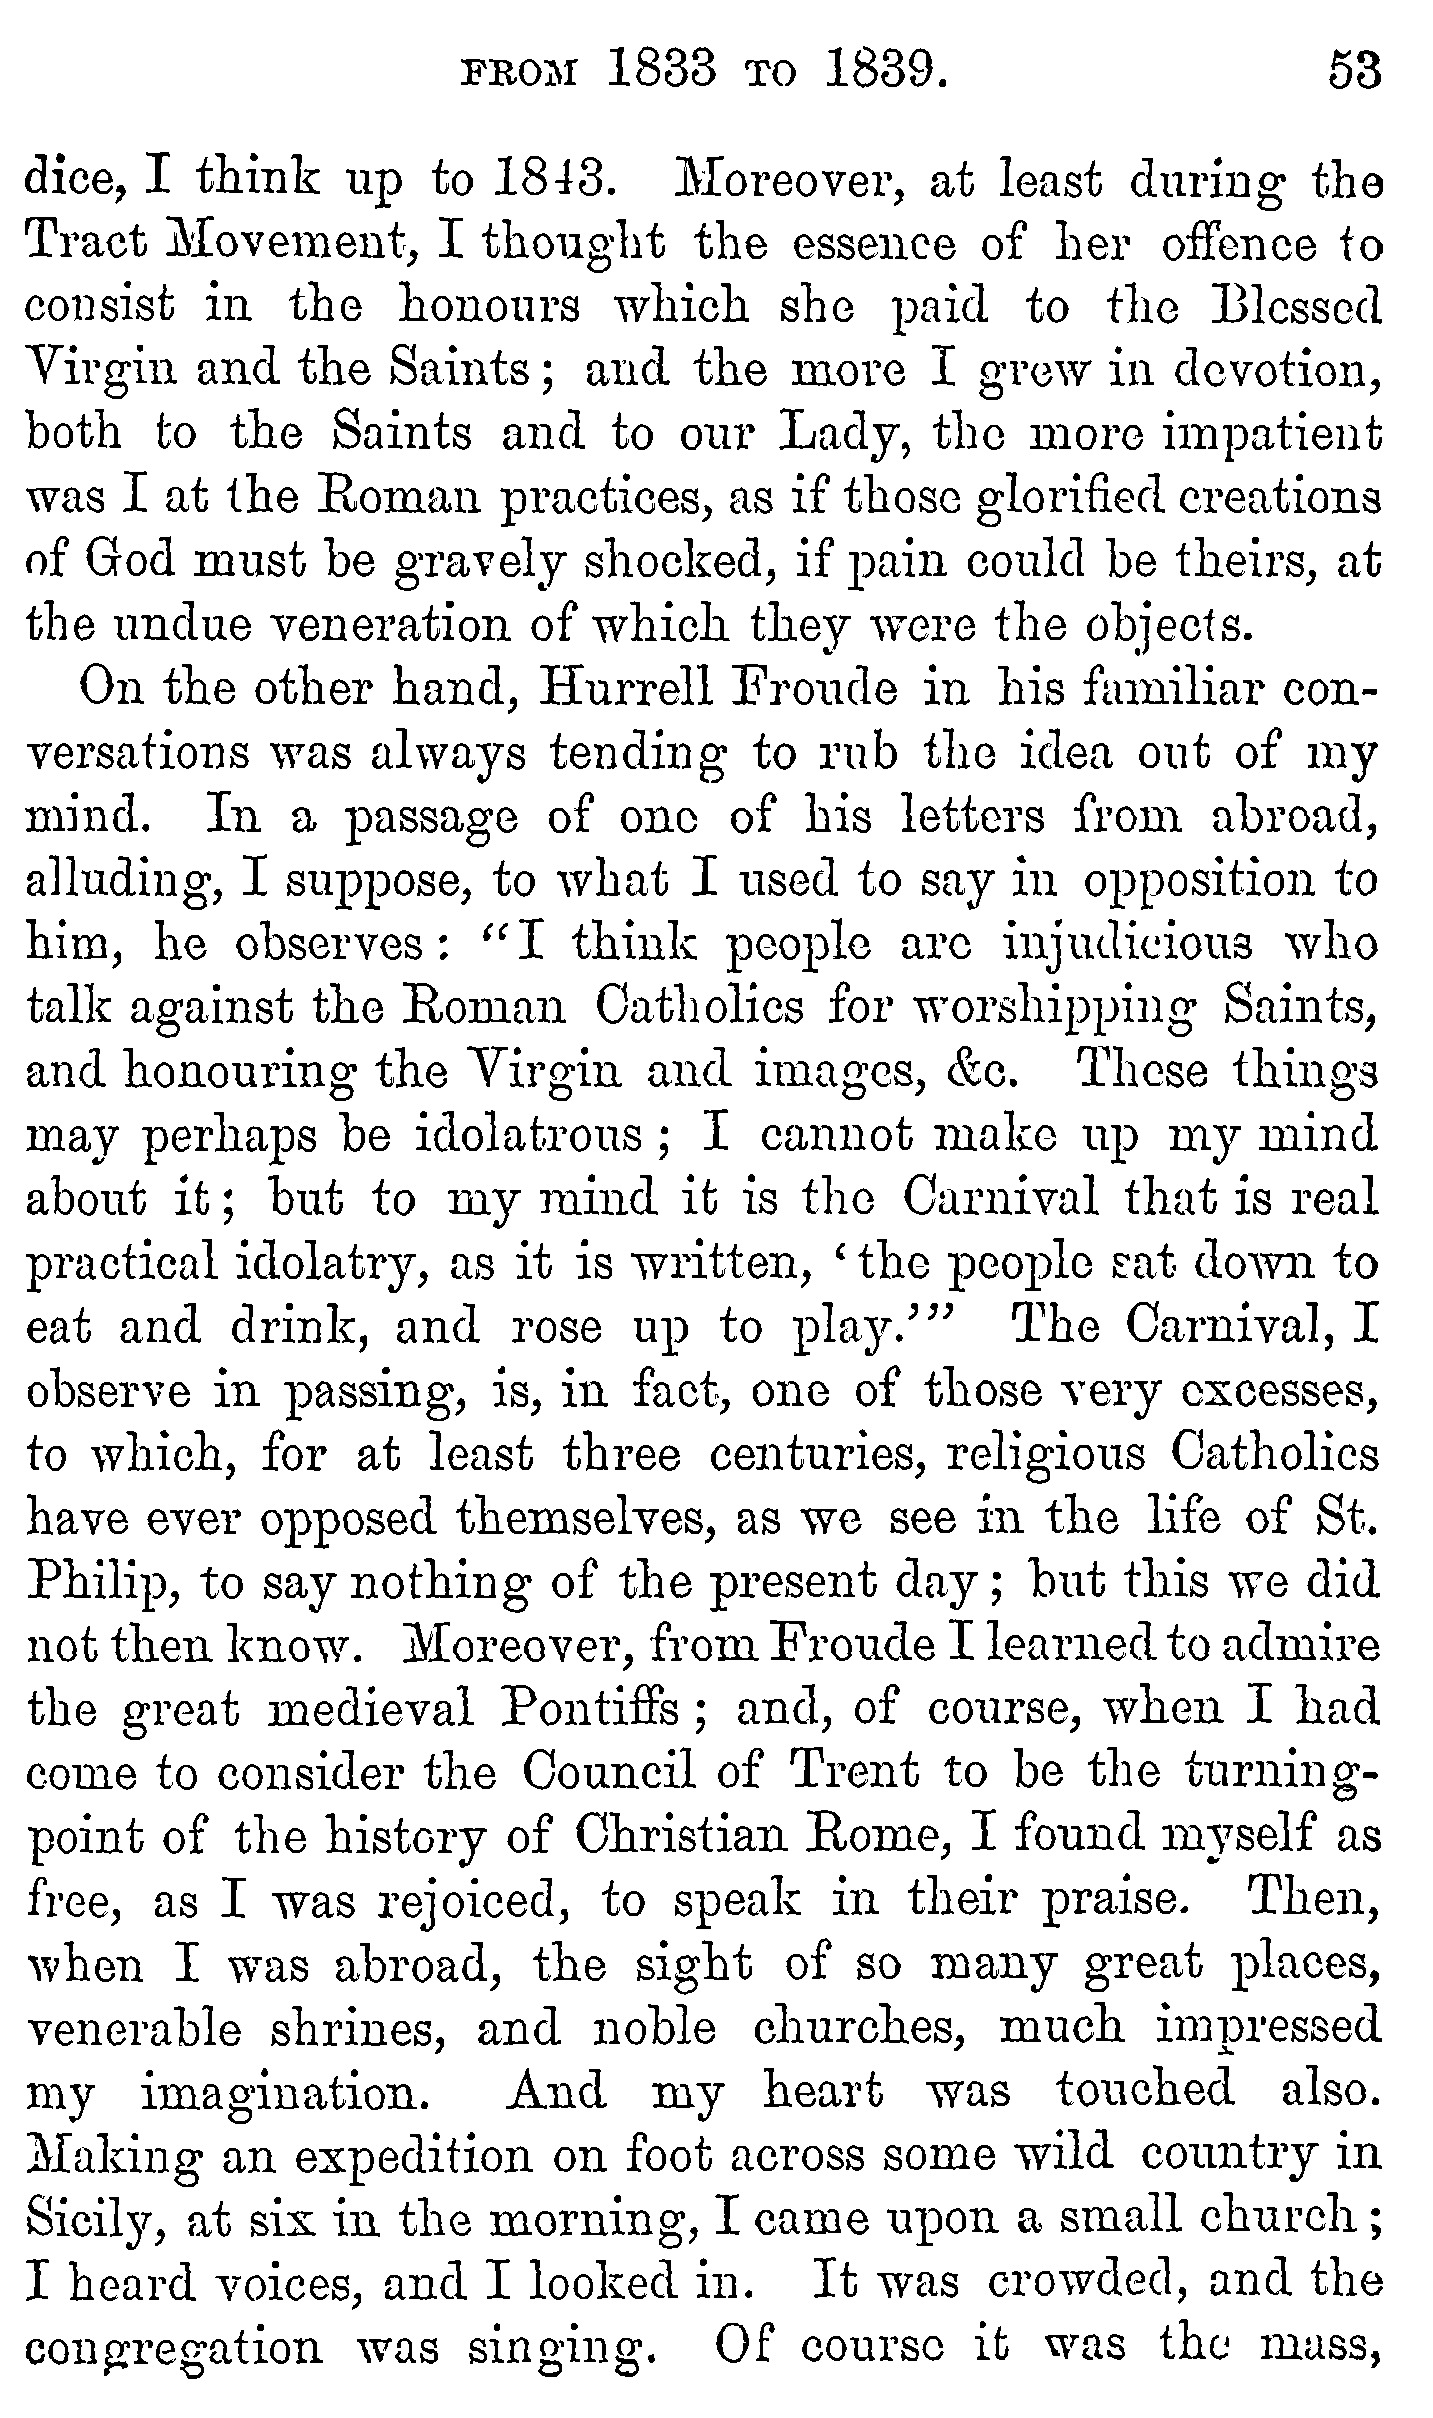 FROM 1833 TO 1839. 53
dice, I think up to 1843. Moreover, at least during the
Tract Movement, I thought the essence of her offence to
consist in the honours which she paid to the Blessed
Virgin and the Saints; and the more I grew in devotion,
both to the Saints and to our Lady, the more impatient
was I at the Roman practices, as if those glorified creations
of God must be gravely shocked, if pain could be theirs, at
the undue veneration of which they were the objects.
On the other hand, Hurrell Froude in his familiar con-
versations was always tending to rub the idea out of my
mind. In a passage of one of his letters from abroad,
alluding, I suppose, to what I used to say in opposition to
him, he observes: “I think people are injudicious who
talk against the Roman Catholics for worshipping Saints,
and honouring the Virgin and images, &c. These things
may perhaps be idolatrous; I cannot make up my mind
about it; but to my mind it is the Carnival that is real
practical idolatry, as it is written, ‘the people sat down to
eat and drink, and rose up to play.’” The Carnival, I
observe in passing, is, in fact, one of those very excesses,
to which, for at least three centuries, religious Catholics
have ever opposed themselves, as we see in the life of St.
Philip, to say nothing of the present day; but this we did
not then know. Moreover, from Froude I learned to admire
the great medieval Pontiffs; and, of course, when I had
come to consider the Council of Trent to be the turning-
point of the history of Christian Rome, I found myself as
free, as I was rejoiced, to speak in their praise. Then,
when I was abroad, the sight of so many great places,
venerable shrines, and noble churches, much impressed
my imagination. And my heart was touched also.
Making an expedition on foot across some wild country in
Sicily, at six in the morning, I came upon a small church;
I heard voices, and I looked in. It was crowded, and the
congregation was singing. Of course it was the mass,